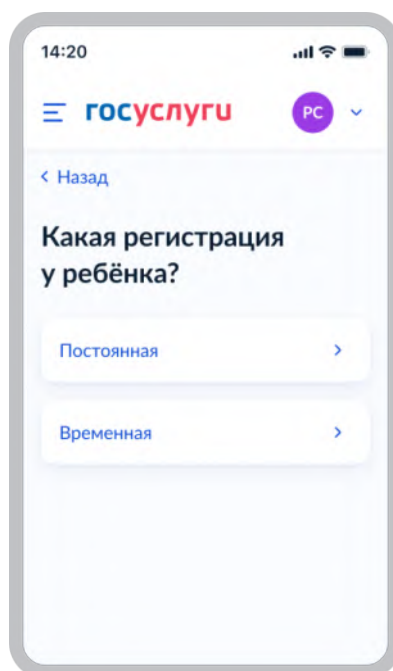 14:20
госуслуги
РС
Назад
Какая регистрация
у ребёнка?
Постоянная
Временная